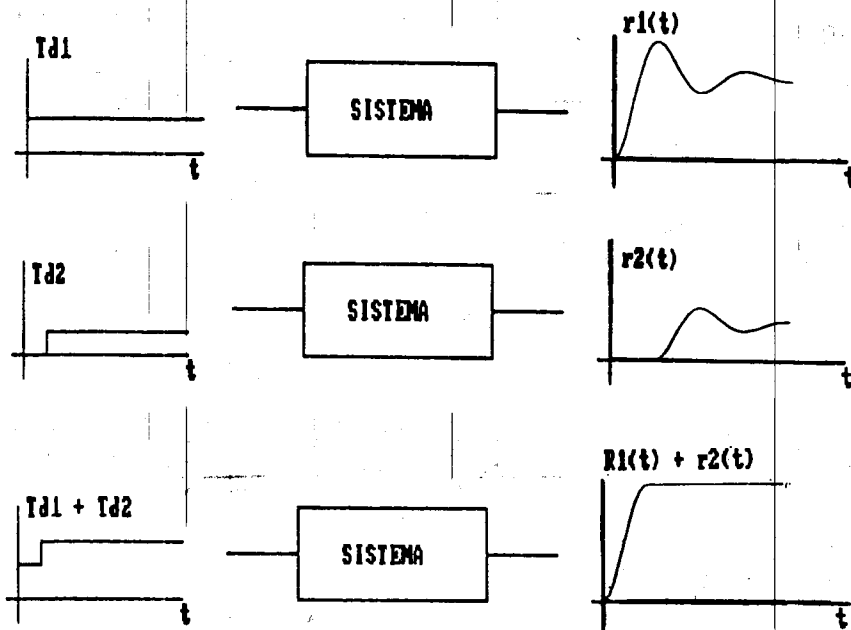 Td1
SISTEMA
r1(t)
t
t
Td2
SISTEMA
r2(t)
t
t
Td1 + Td2
SISTEMA
R1(t) + r2(t)
t
t